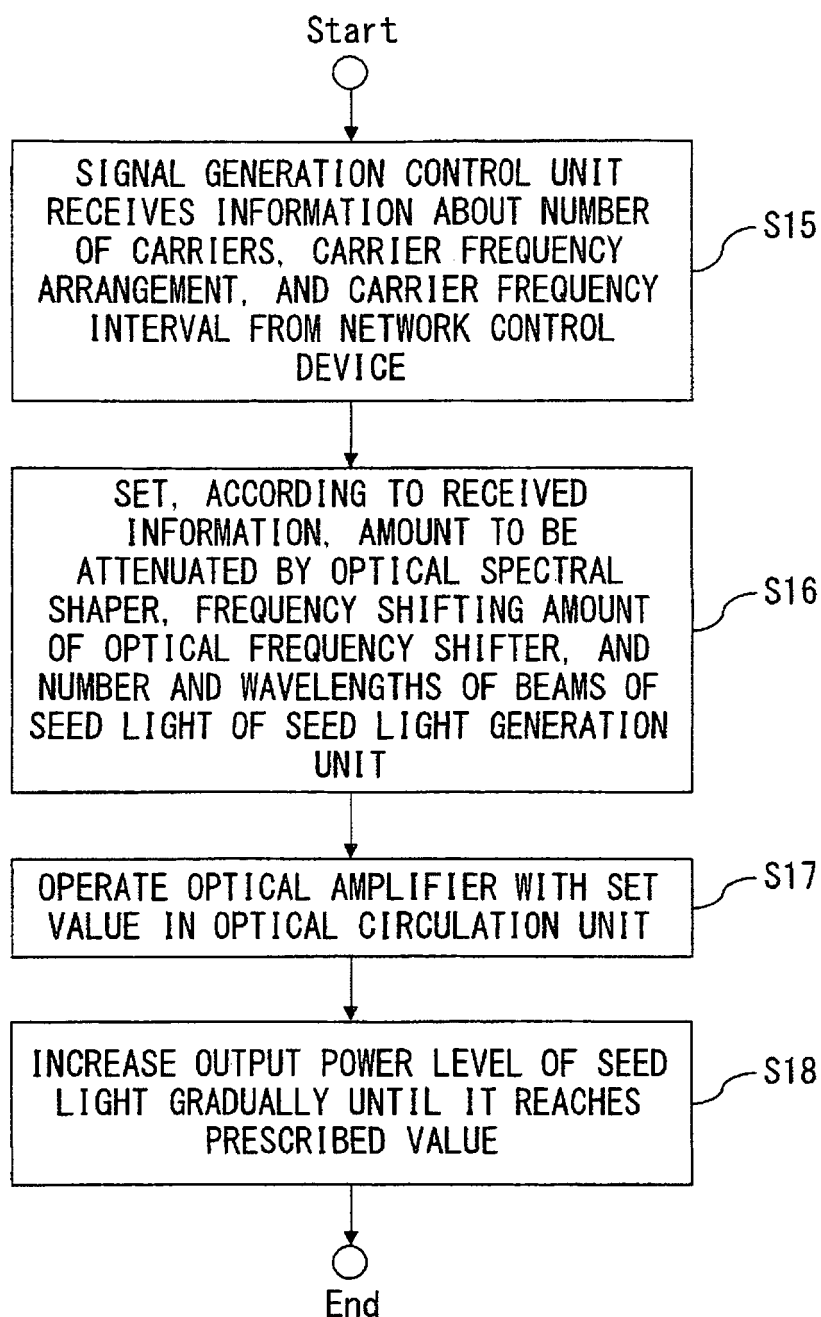 Start
SIGNAL GENERATION CONTROL UNIT
RECEIVES INFORMATION ABOUT NUMBER
OF CARRIERS, CARRIER FREQUENCY
ARRANGEMENT, AND CARRIER FREQUENCY
INTERVAL FROM NETWORK CONTROL
DEVICE
S15
SET, ACCORDING TO RECEIVED
INFORMATION, AMOUNT TO BE
ATTENUATED BY OPTICAL SPECTRAL
SHAPER, FREQUENCY SHIFTING AMOUNT
OF OPTICAL FREQUENCY SHIFTER, AND
NUMBER AND WAVELENGTHS OF BEAMS OF
SEED LIGHT OF SEED LIGHT GENERATION
UNIT
S16
OPERATE OPTICAL AMPLIFIER WITH SET
VALUE IN OPTICAL CIRCULATION UNIT
S17
INCREASE OUTPUT POWER LEVEL OF SEED
LIGHT GRADUALLY UNTIL IT REACHES
PRESCRIBED VALUE
S18
End